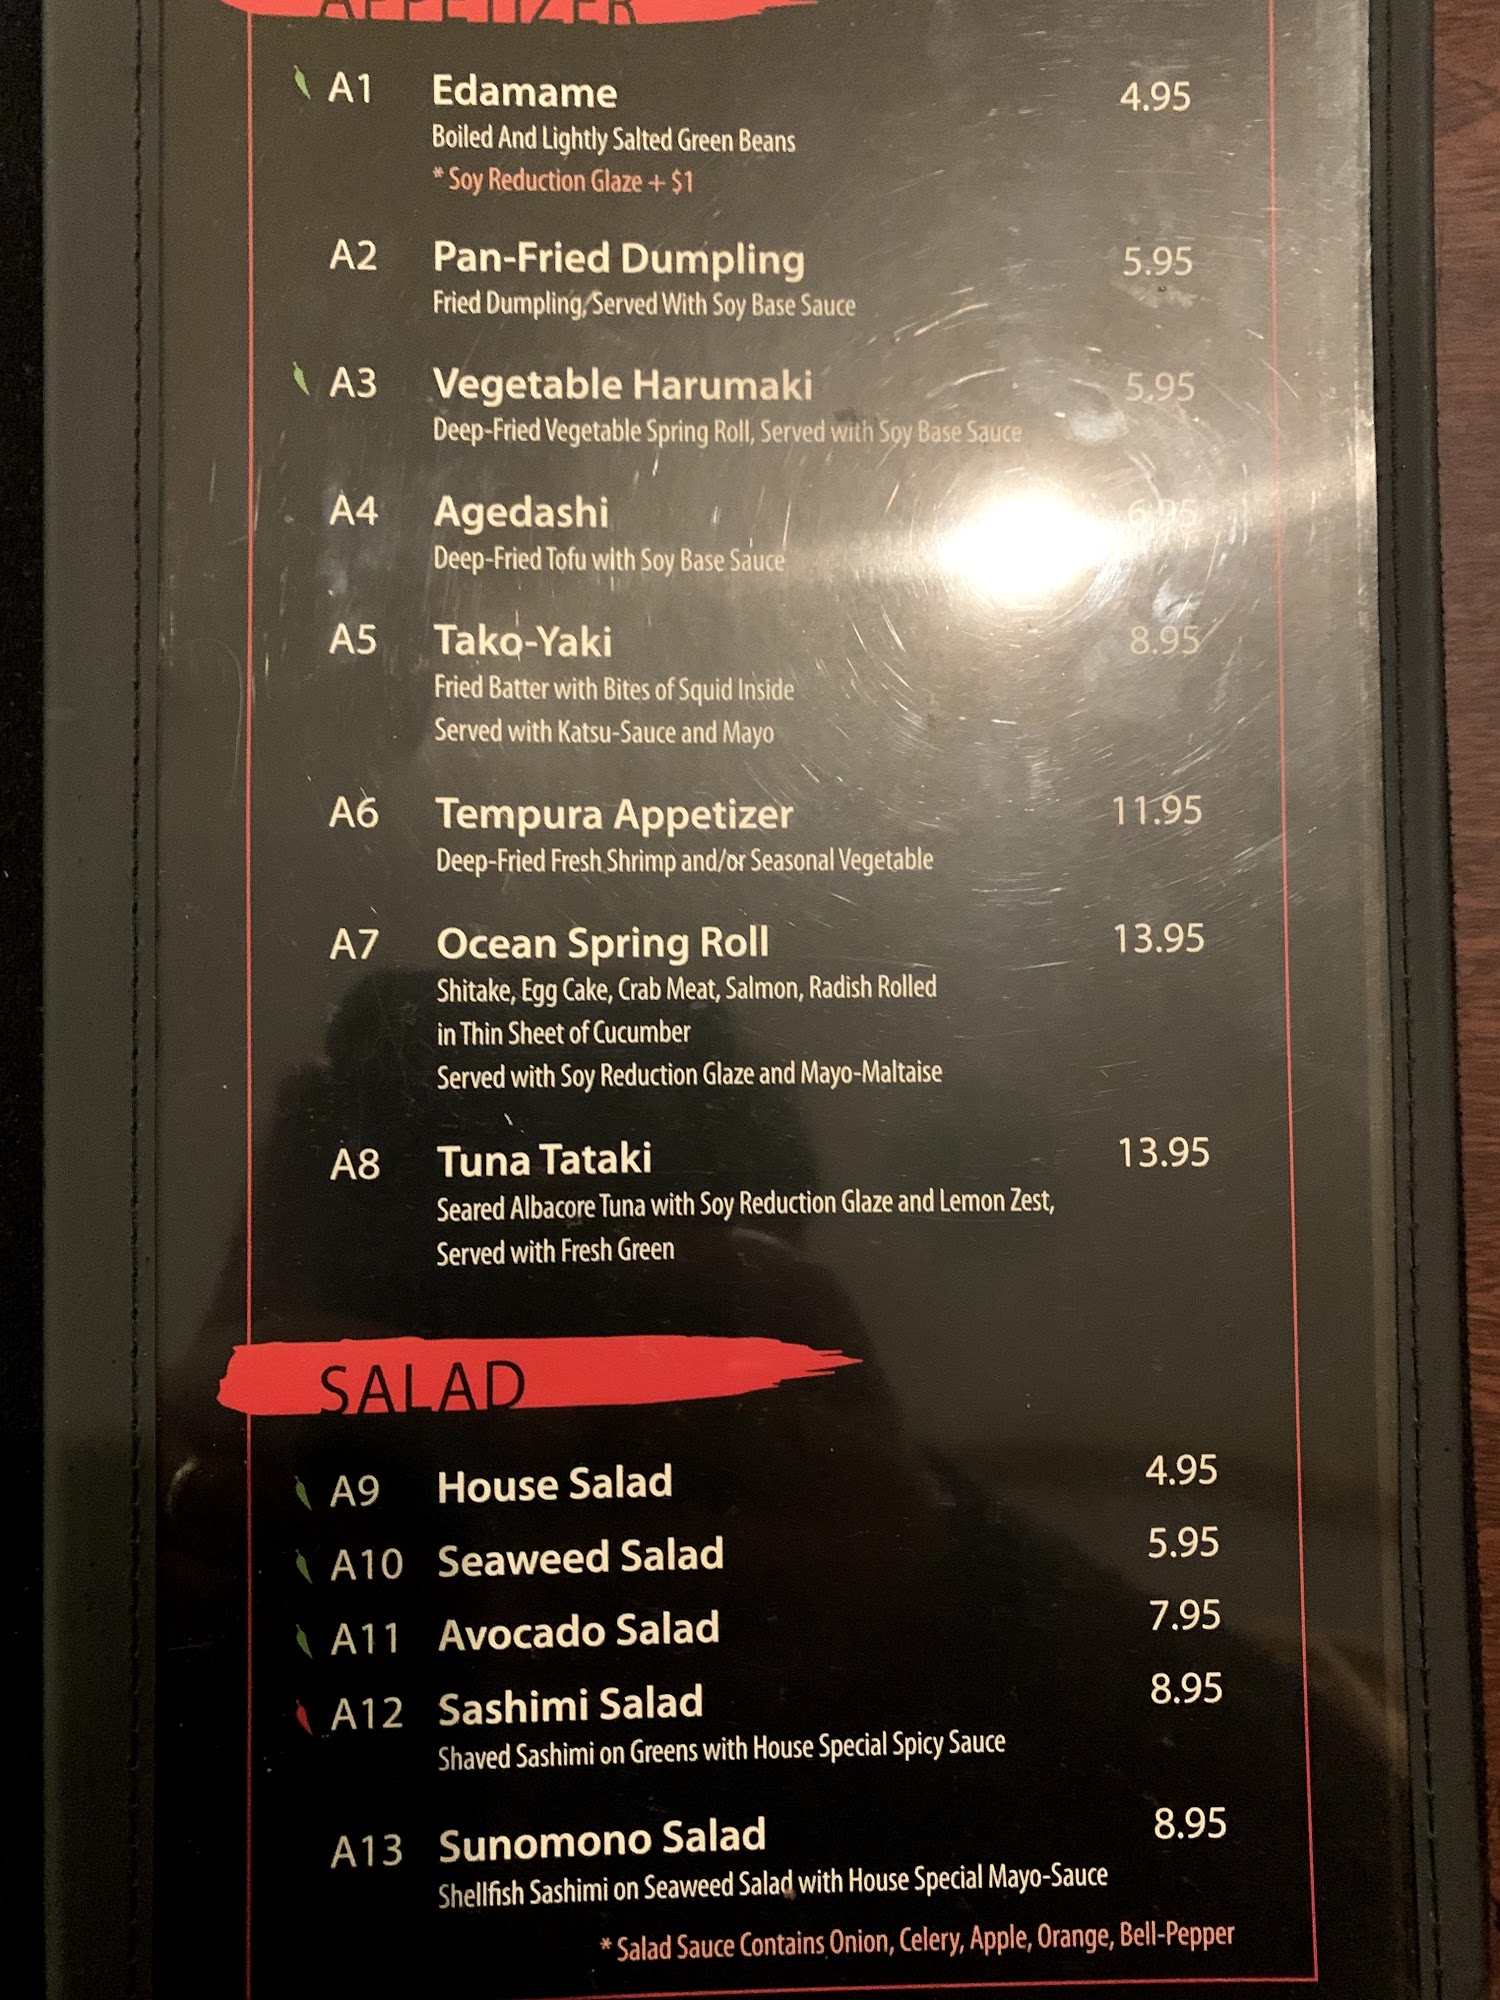 APPETIZER
A1 Edamame 4.95
Boiled And Lightly Salted Green Beans
* Soy Reduction Glaze + $1
A2 Pan-Fried Dumpling 5.95
Fried Dumpling, Served With Soy Base Sauce
A3 Vegetable Harumaki 5.95
Deep-Fried Vegetable Spring Roll, Served with Soy Base Sauce
A4 Agedashi 6.95
Deep-Fried Tofu with Soy Base Sauce
A5 Tako-Yaki 8.95
Fried Batter with Bites of Squid Inside
Served with Katsu-Sauce and Mayo
A6 Tempura Appetizer 11.95
Deep-Fried Fresh Shrimp and/or Seasonal Vegetable
A7 Ocean Spring Roll 13.95
Shitake, Egg Cake, Crab Meat, Salmon, Radish Rolled
in Thin Sheet of Cucumber
Served with Soy Reduction Glaze and Mayo-Maltaise
A8 Tuna Tataki 13.95
Seared Albacore Tuna with Soy Reduction Glaze and Lemon Zest,
Served with Fresh Green
SALAD
A9 House Salad 4.95
A10 Seaweed Salad 5.95
A11 Avocado Salad 7.95
A12 Sashimi Salad 8.95
Shaved Sashimi on Greens with House Special Spicy Sauce
A13 Sunomono Salad 8.95
Shellfish Sashimi on Seaweed Salad with House Special Mayo-Sauce
* Salad Sauce Contains Onion, Celery, Apple, Orange, Bell-Pepper